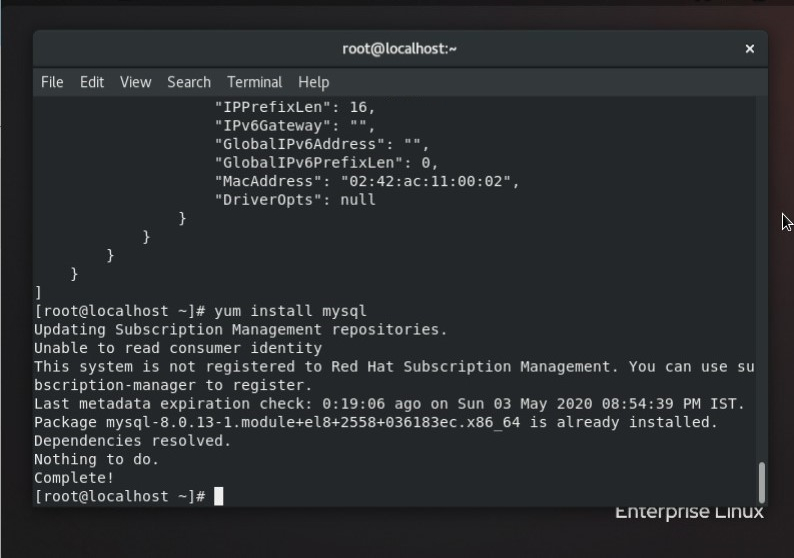 root@localhost:~
File Edit View Search Terminal Help
"IPPrefixLen": 16,
"IPv6Gateway": "",
"GlobalIPv6Address": "",
"GlobalIPv6PrefixLen": 0,
"MacAddress": "02:42:ac:11:00:02",
"DriverOpts": null
}
}
}
}
]
[root@localhost ~]# yum install mysql
Updating Subscription Management repositories.
Unable to read consumer identity
This system is not registered to Red Hat Subscription Management. You can use su
bscription-manager to register.
Last metadata expiration check: 0:19:06 ago on Sun 03 May 2020 08:54:39 PM IST.
Package mysql-8.0.13-1.module+el8+2558+036183ec.x86_64 is already installed.
Dependencies resolved.
Nothing to do.
Complete!
[root@localhost ~]#
Enterprise Linux